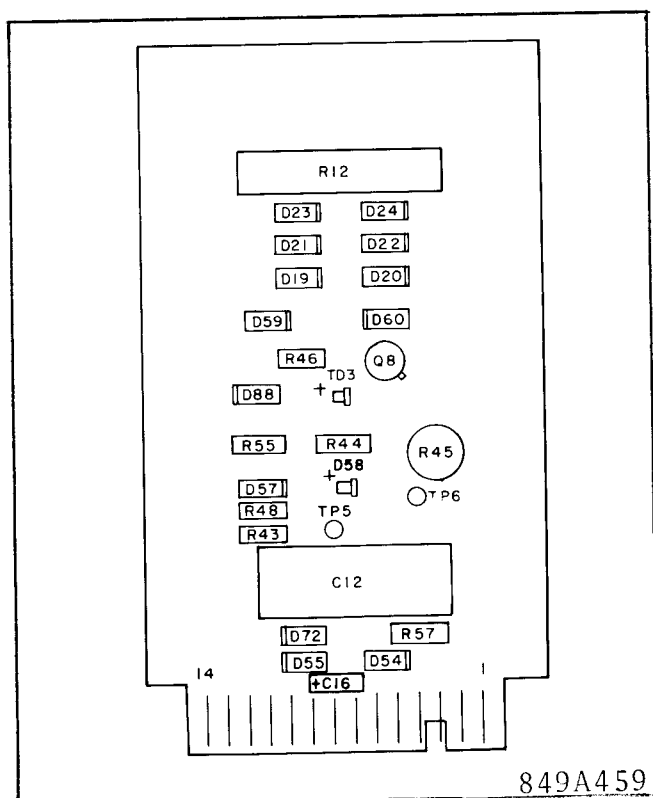 R12
D23 D24
D21 D22
D19 D20
D59 D60
R46 Q8
+ TD3
D88
R55 R44 R45
D58
+
D57 TP6
R48 TP5
R43
C12
D72 R57
D55 D54
14 +C16 1
849A459